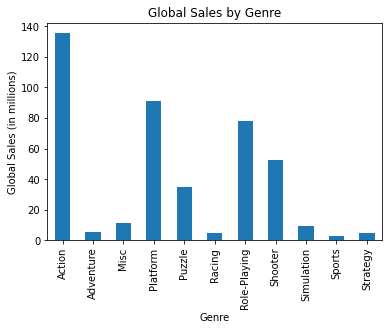 Global Sales by Genre
Global Sales (in millions)
140
120
100
80
60
40
20
0
Action
Adventure
Misc
Platform
Puzzle
Racing
Role-Playing
Shooter
Simulation
Sports
Strategy
Genre